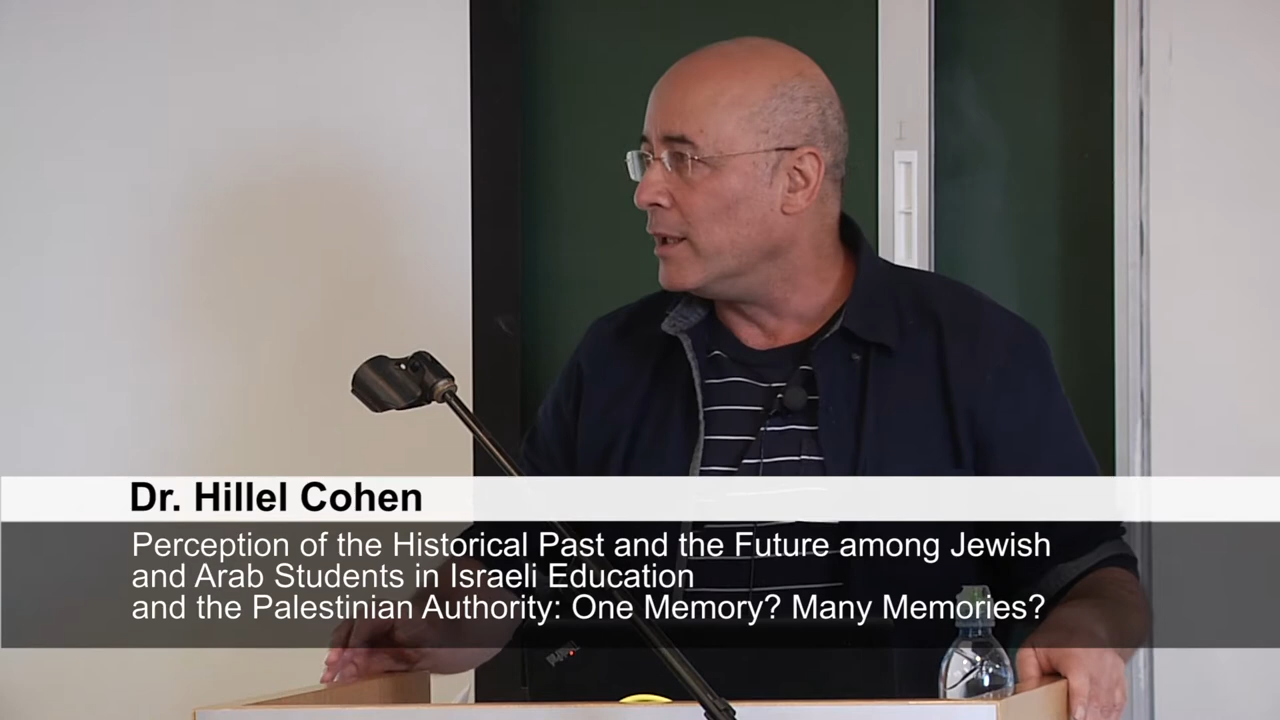 Dr. Hillel Cohen
Perception of the Historical Past and the Future among Jewish
and Arab Students in Israeli Education
and the Palestinian Authority: One Memory? Many Memories?